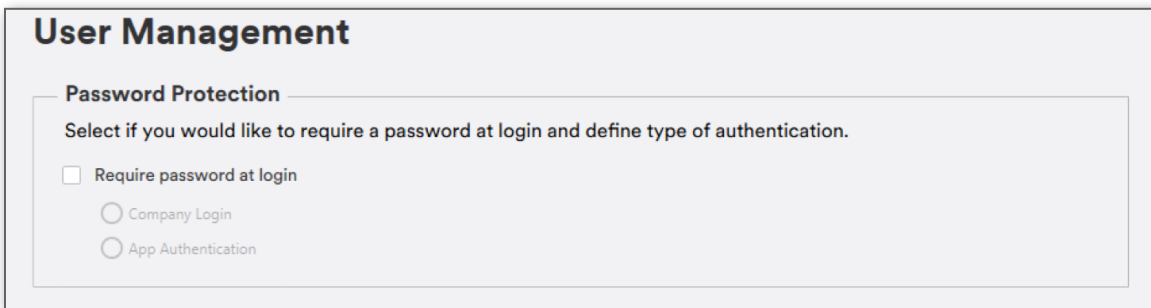 User Management
Password Protection
Select if you would like to require a password at login and define type of authentication.
Require password at login
Company Login
App Authentication